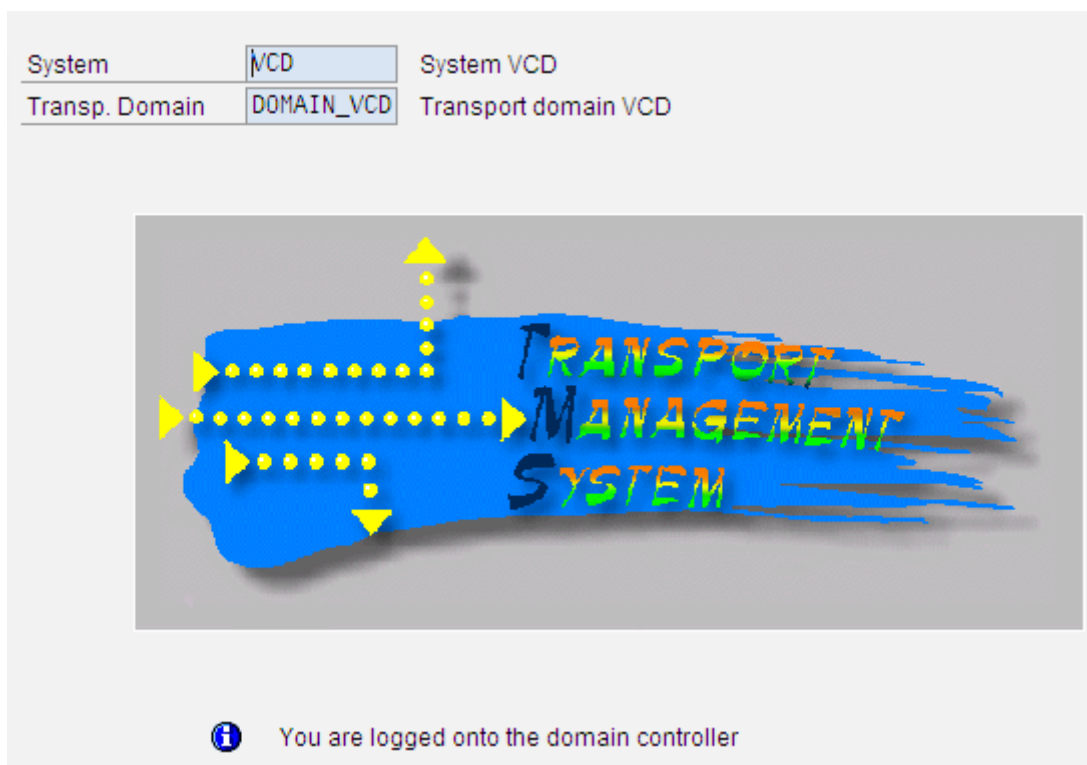 System VCD System VCD
Transp. Domain DOMAIN_VCD Transport domain VCD
TRANSPORT
MANAGEMENT
SYSTEM
You are logged onto the domain controller